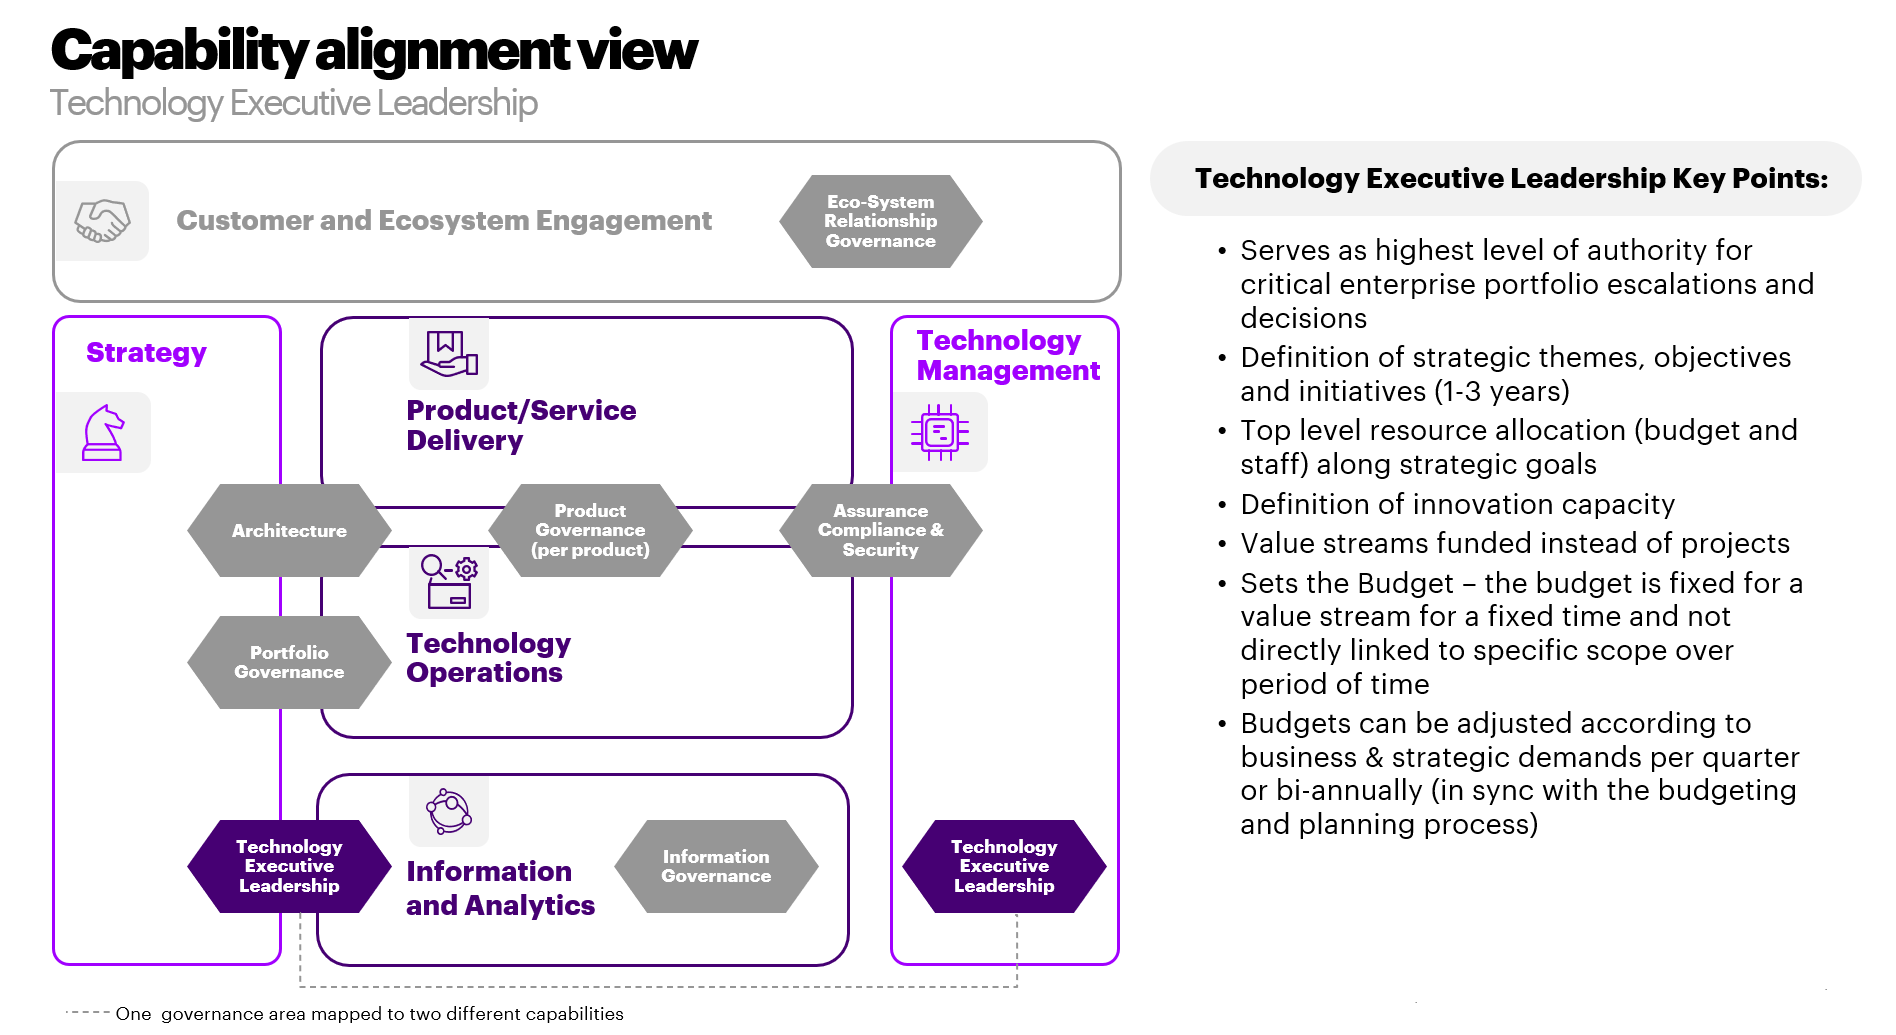 Capability alignment view
Technology Executive Leadership
Customer and Ecosystem Engagement
Eco-System
Relationship
Governance
Strategy
Product/Service
Delivery
Technology
Management
Architecture
Product
Governance
(per product)
Assurance
Compliance &
Security
Portfolio
Governance
Technology
Operations
Technology
Executive
Leadership
Information
and Analytics
Information
Governance
Technology
Executive
Leadership
One governance area mapped to two different capabilities
Technology Executive Leadership Key Points:
• Serves as highest level of authority for
critical enterprise portfolio escalations and
decisions
• Definition of strategic themes, objectives
and initiatives (1-3 years)
• Top level resource allocation (budget and
staff) along strategic goals
• Definition of innovation capacity
• Value streams funded instead of projects
• Sets the Budget – the budget is fixed for a
value stream for a fixed time and not
directly linked to specific scope over
period of time
• Budgets can be adjusted according to
business & strategic demands per quarter
or bi-annually (in sync with the budgeting
and planning process)